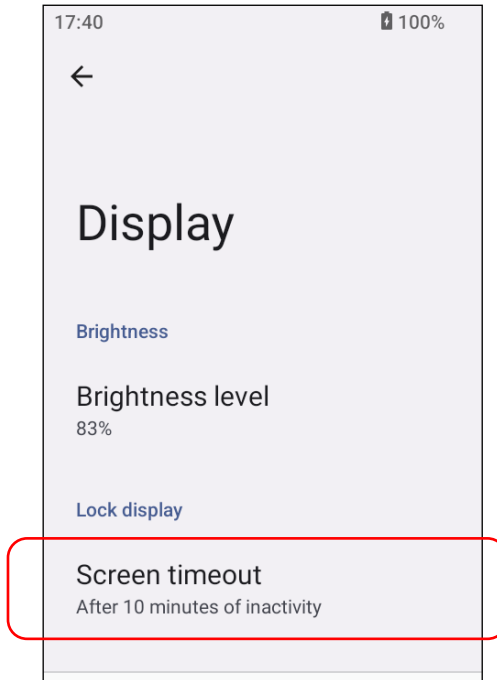 17:40 100%
Display
Brightness
Brightness level
83%
Lock display
Screen timeout
After 10 minutes of inactivity